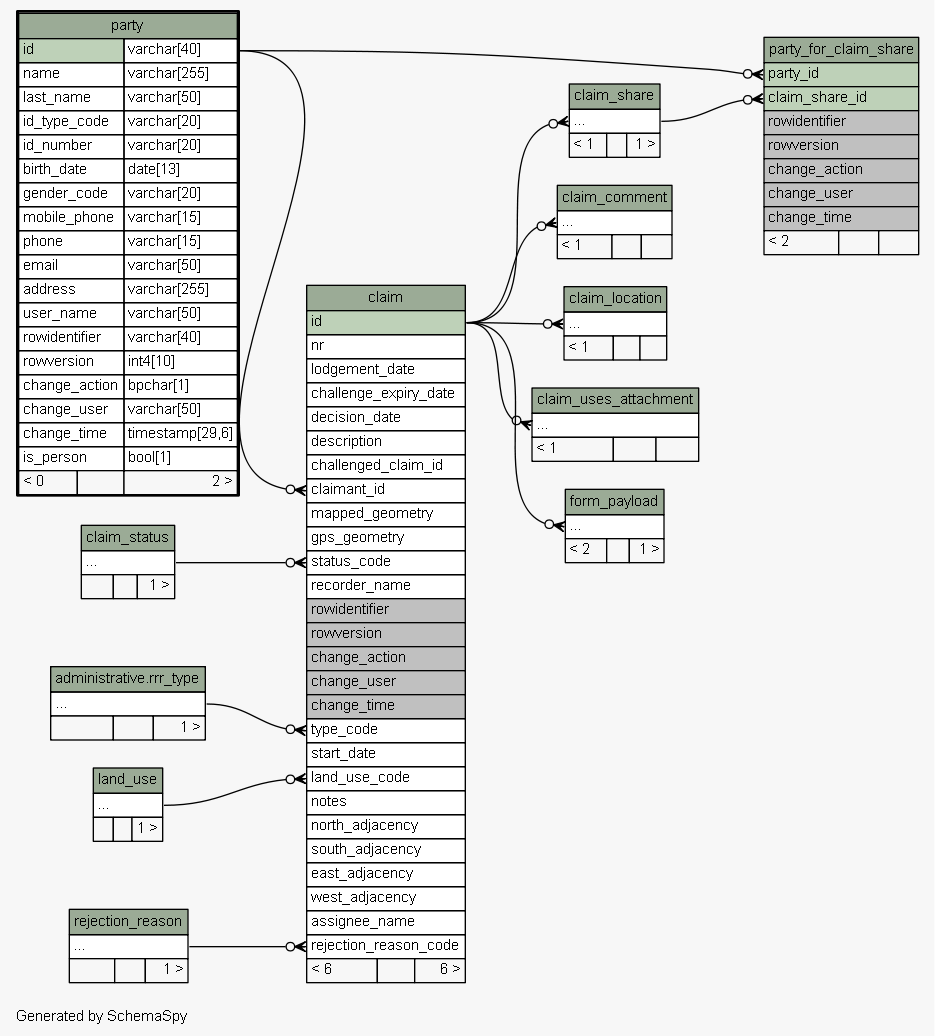 party
id varchar[40]
name varchar[255]
last_name varchar[50]
id_type_code varchar[20]
id_number varchar[20]
birth_date date[13]
gender_code varchar[20]
mobile_phone varchar[15]
phone varchar[15]
email varchar[50]
address varchar[255]
user_name varchar[50]
rowidentifier varchar[40]
rowversion int4[10]
change_action bpchar[1]
change_user varchar[50]
change_time timestamp[29,6]
is_person bool[1]
< 0 2 >
party_for_claim_share
party_id
claim_share_id
rowidentifier
rowversion
change_action
change_user
change_time
< 2
claim_share
...
< 1 1 >
claim_comment
...
< 1
claim_location
...
< 1
claim_uses_attachment
...
< 1
form_payload
...
< 2 1 >
claim
id
nr
lodgement_date
challenge_expiry_date
decision_date
description
challenged_claim_id
claimant_id
mapped_geometry
gps_geometry
status_code
recorder_name
rowidentifier
rowversion
change_action
change_user
change_time
type_code
start_date
land_use_code
notes
north_adjacency
south_adjacency
east_adjacency
west_adjacency
assignee_name
rejection_reason_code
< 6 6 >
claim_status
...
1 >
administrative.rrr_type
...
1 >
land_use
...
1 >
rejection_reason
...
1 >
Generated by SchemaSpy